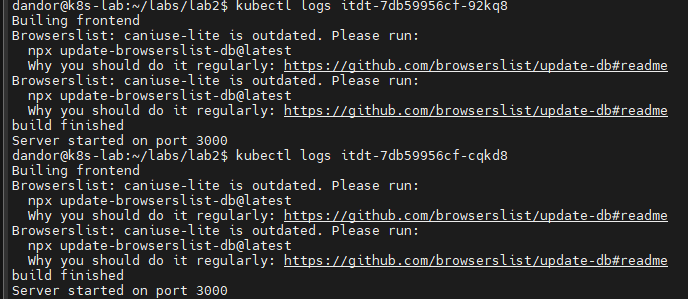 dandor@k8s-lab:~/labs/lab2$ kubectl logs itdt-7db59956cf-92kq8
Builing frontend
Browserslist: caniuse-lite is outdated. Please run:
  npx update-browserslist-db@latest
  Why you should do it regularly: https://github.com/browserslist/update-db#readme
Browserslist: caniuse-lite is outdated. Please run:
  npx update-browserslist-db@latest
  Why you should do it regularly: https://github.com/browserslist/update-db#readme
build finished
Server started on port 3000
dandor@k8s-lab:~/labs/lab2$ kubectl logs itdt-7db59956cf-cqkd8
Builing frontend
Browserslist: caniuse-lite is outdated. Please run:
  npx update-browserslist-db@latest
  Why you should do it regularly: https://github.com/browserslist/update-db#readme
Browserslist: caniuse-lite is outdated. Please run:
  npx update-browserslist-db@latest
  Why you should do it regularly: https://github.com/browserslist/update-db#readme
build finished
Server started on port 3000